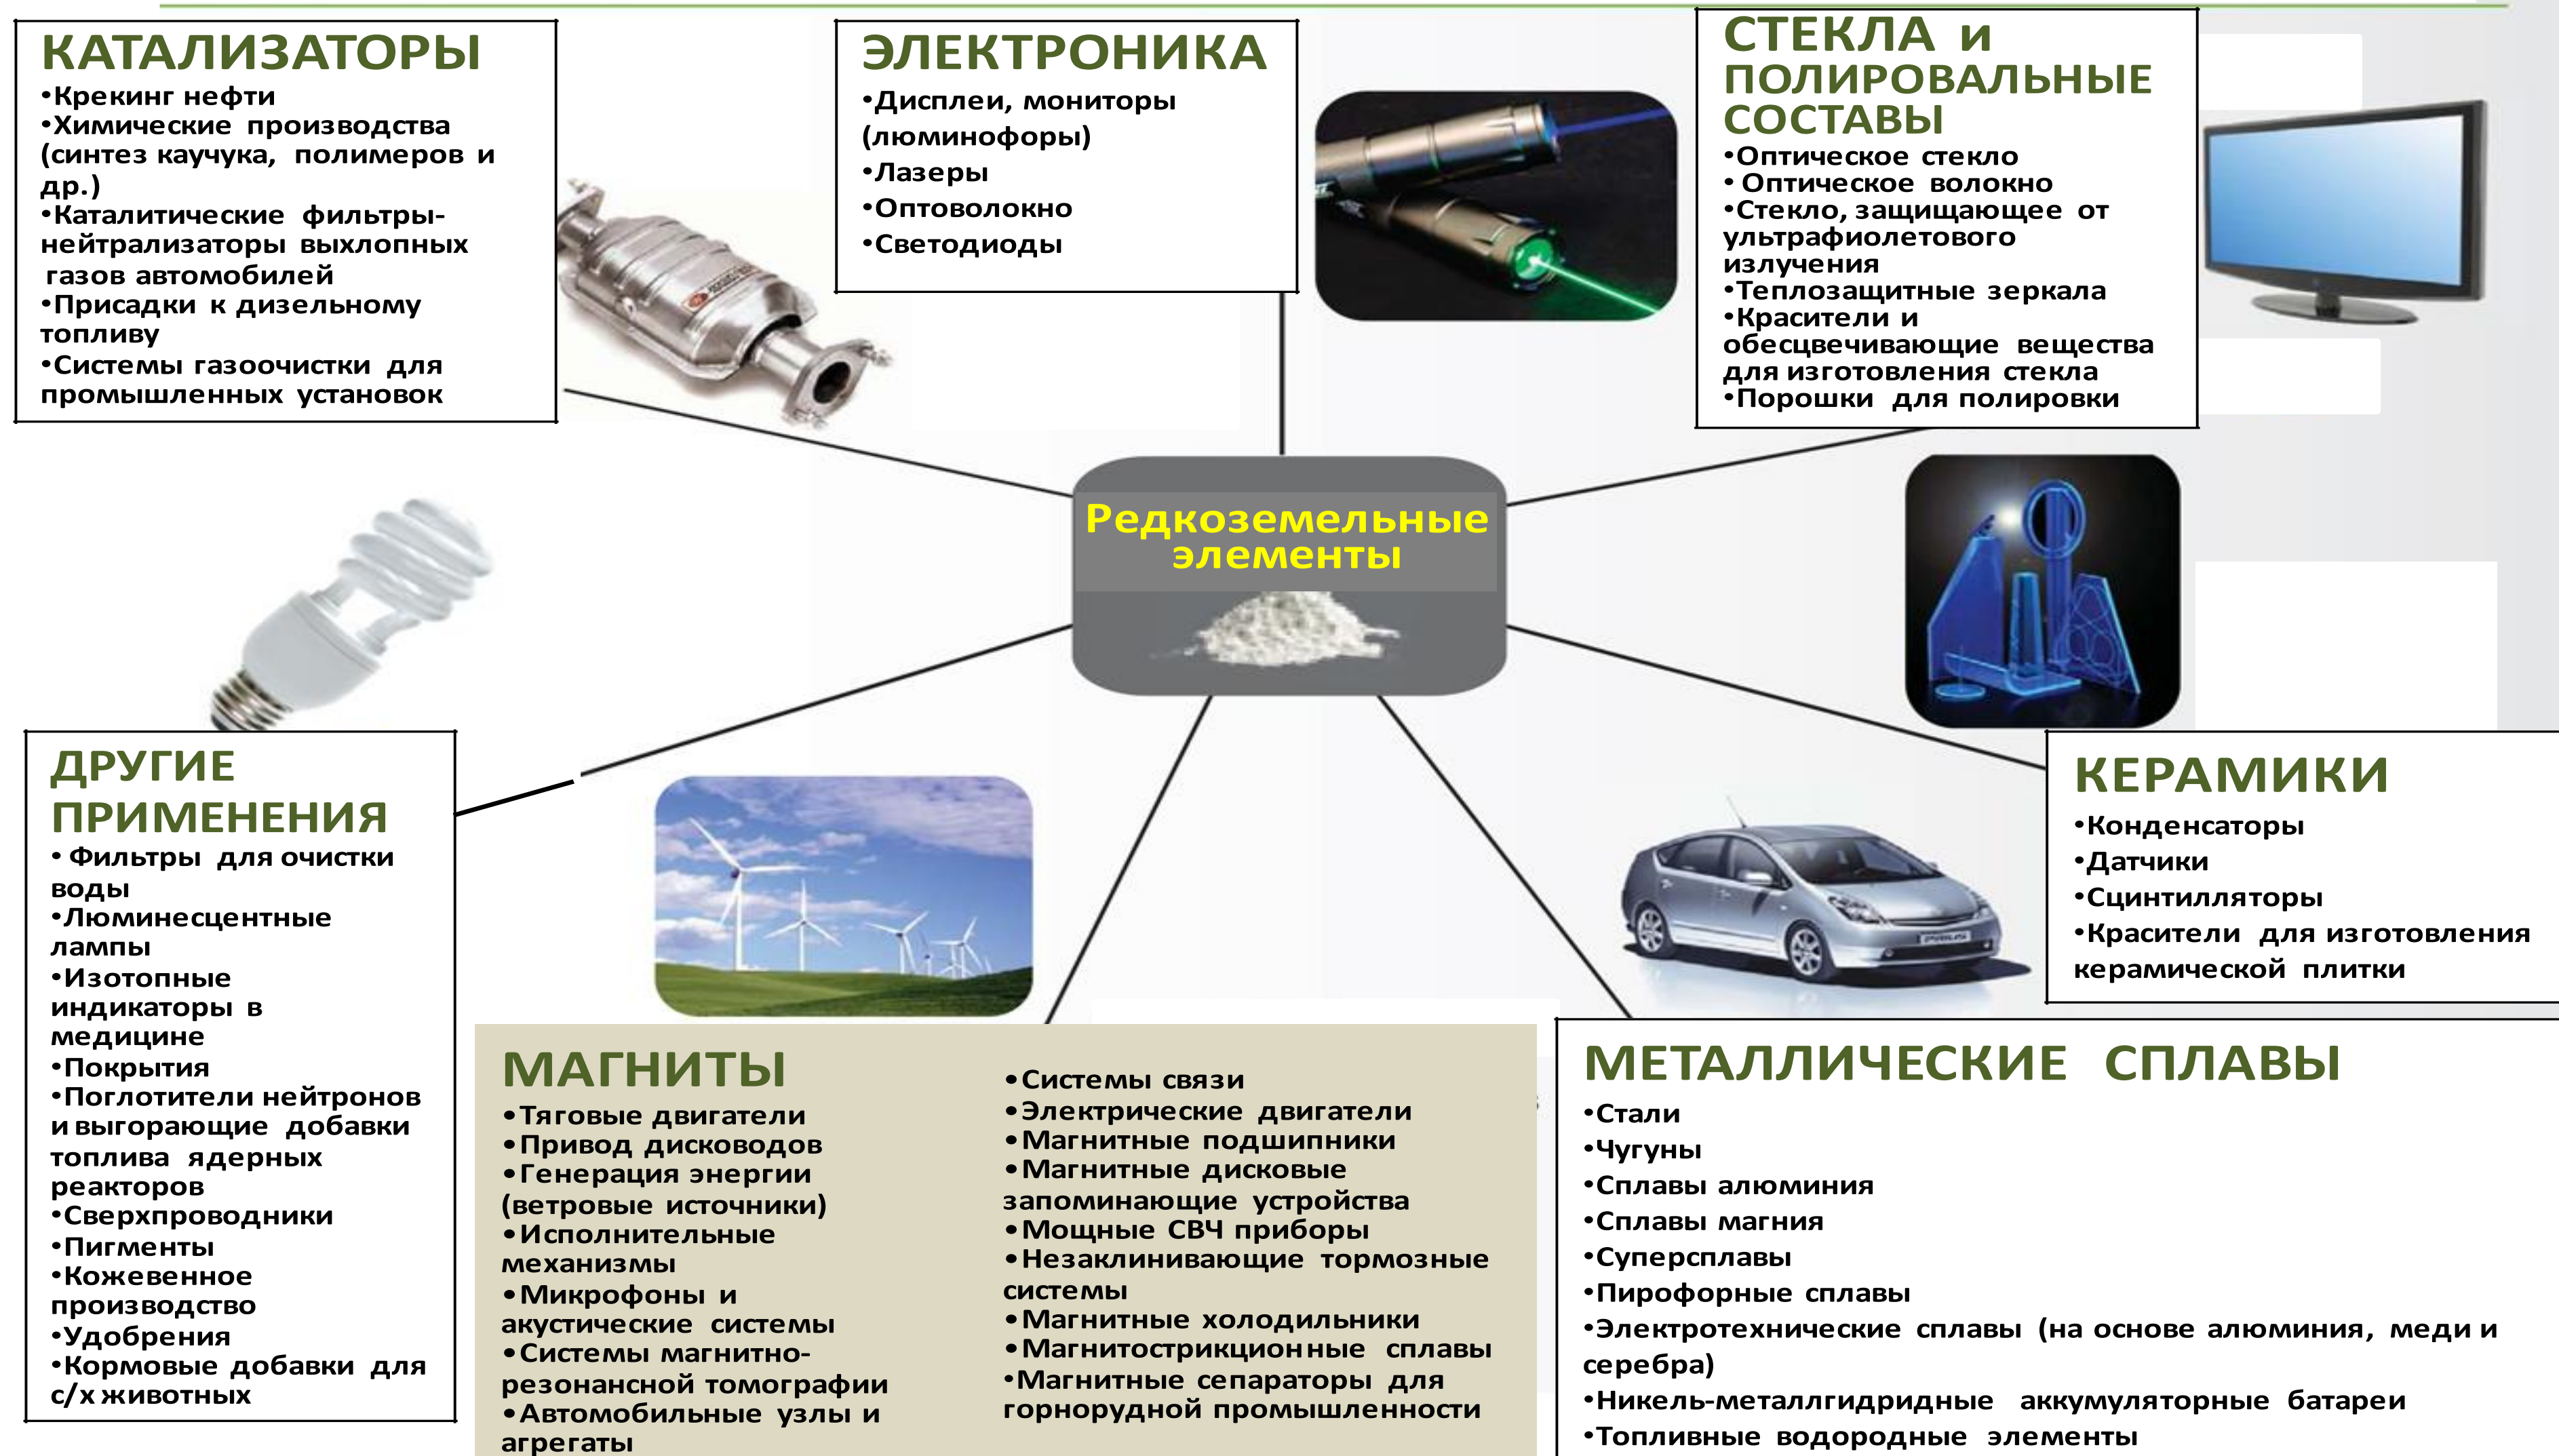 КАТАЛИЗАТОРЫ
•Крекинг нефти
•Химические производства
(синтез каучука, полимеров и
др.)
•Каталитические фильтры-
нейтрализаторы выхлопных
газов автомобилей
•Присадки к дизельному
топливу
•Системы газоочистки для
промышленных установок
ЭЛЕКТРОНИКА
•Дисплеи, мониторы
(люминофоры)
•Лазеры
•Оптоволокно
•Светодиоды
СТЕКЛА и
ПОЛИРОВАЛЬНЫЕ
СОСТАВЫ
•Оптическое стекло
• Оптическое волокно
•Стекло, защищающее от
ультрафиолетового
излучения
•Теплозащитные зеркала
•Красители и
обесцвечивающие вещества
для изготовления стекла
•Порошки для полировки
Редкоземельные
элементы
ДРУГИЕ
ПРИМЕНЕНИЯ
• Фильтры для очистки
воды
•Люминесцентные
лампы
•Изотопные
индикаторы в
медицине
•Покрытия
•Поглотители нейтронов
и выгорающие добавки
топлива ядерных
реакторов
•Сверхпроводники
•Пигменты
•Кожевенное
производство
•Удобрения
•Кормовые добавки для
с/х животных
МАГНИТЫ
•Тяговые двигатели
•Привод дисководов
•Генерация энергии
(ветровые источники)
•Исполнительные
механизмы
•Микрофоны и
акустические системы
•Системы магнитно-
резонансной томографии
•Автомобильные узлы и
агрегаты
•Системы связи
•Электрические двигатели
•Магнитные подшипники
•Магнитные дисковые
запоминающие устройства
•Мощные СВЧ приборы
•Незаклинивающие тормозные
системы
•Магнитные холодильники
•Магнитострикционные сплавы
•Магнитные сепараторы для
горнорудной промышленности
PRIUS
КЕРАМИКИ
•Конденсаторы
•Датчики
•Сцинтилляторы
•Красители для изготовления
керамической плитки
МЕТАЛЛИЧЕСКИЕ СПЛАВЫ
•Стали
•Чугуны
•Сплавы алюминия
•Сплавы магния
•Суперсплавы
•Пирофорные сплавы
•Электротехнические сплавы (на основе алюминия, меди и
серебра)
•Никель-металлгидридные аккумуляторные батареи
•Топливные водородные элементы